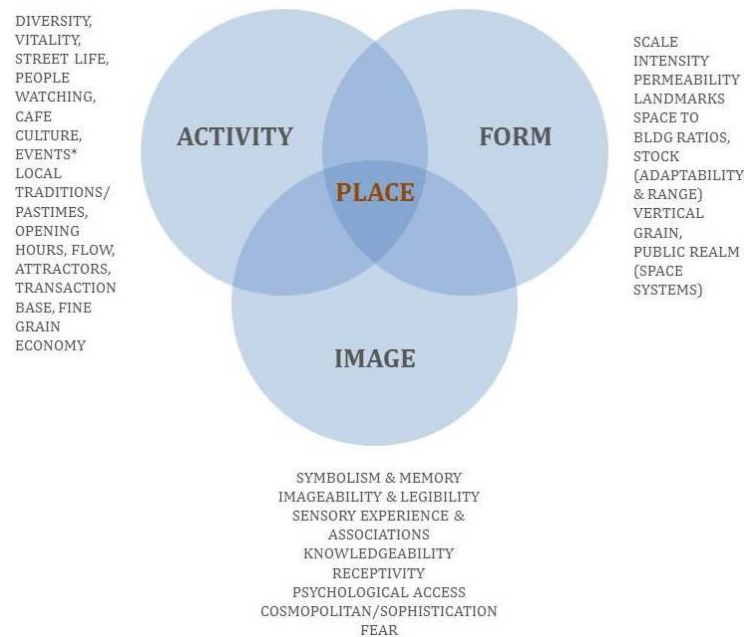 DIVERSITY,
VITALITY,
STREET LIFE,
PEOPLE
WATCHING,
CAFE
CULTURE,
EVENTS*
LOCAL
TRADITIONS/
PASTIMES,
OPENING
HOURS, FLOW,
ATTRACTORS,
TRANSACTION
BASE, FINE
GRAIN
ECONOMY
ACTIVITY
FORM
PLACE
IMAGE
SCALE
INTENSITY
PERMEABILITY
LANDMARKS
SPACE TO
BLDG RATIOS,
STOCK
(ADAPTABILITY
& RANGE)
VERTICAL
GRAIN,
PUBLIC REALM
(SPACE
SYSTEMS)
SYMBOLISM & MEMORY
IMAGEABILITY & LEGIBILITY
SENSORY EXPERIENCE &
ASSOCIATIONS
KNOWLEDGEABILITY
RECEPTIVITY
PSYCHOLOGICAL ACCESS
COSMOPOLITAN/SOPHISTICATION
FEAR